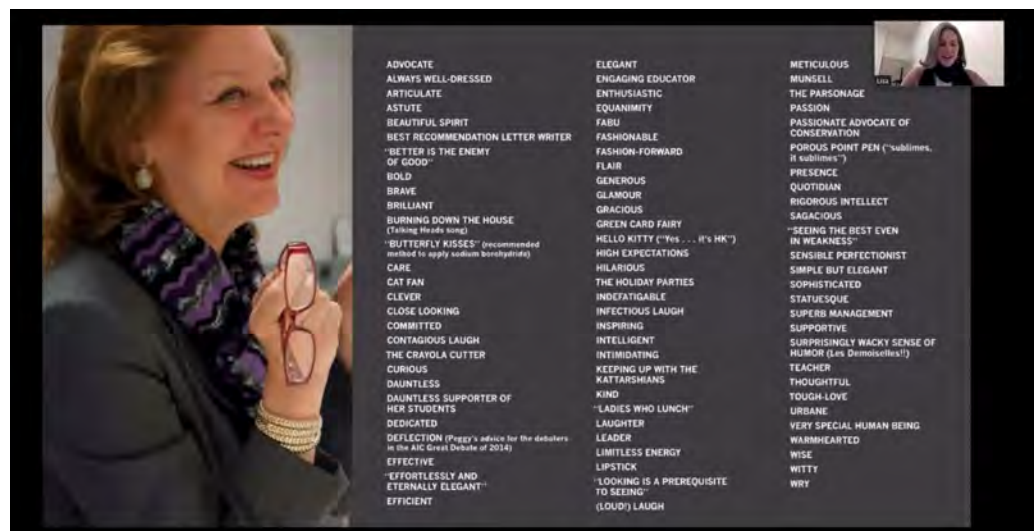 ADVOCATE
ALWAYS WELL-DRESSED
ARTICULATE
ASTUTE
BEAUTIFUL SPIRIT
BEST RECOMMENDATION LETTER WRITER
"BETTER IS THE ENEMY
OF GOOD"
BOLD
BRAVE
BRILLIANT
BURNING DOWN THE HOUSE
(Talking Heads song)
"BUTTERFLY KISSES" (recommended
method to apply sodium borohydride)
CARE
CAT FAN
CLEVER
CLOSE LOOKING
COMMITTED
CONTAGIOUS LAUGH
THE CRAYOLA CUTTER
CURIOUS
DAUNTLESS
DAUNTLESS SUPPORTER OF
HER STUDENTS
DEDICATED
DEFLECTION (Peggy's advice for the debaters
in the AIC Great Debate of 2014)
EFFECTIVE
"EFFORTLESSLY AND
ETERNALLY ELEGANT"
EFFICIENT
ELEGANT
ENGAGING EDUCATOR
ENTHUSIASTIC
EQUANIMITY
FABU
FASHIONABLE
FASHION-FORWARD
FLAIR
GENEROUS
GLAMOUR
GRACIOUS
GREEN CARD FAIRY
HELLO KITTY ("Yes . . . it's HK")
HIGH EXPECTATIONS
HILARIOUS
THE HOLIDAY PARTIES
INDEFATIGABLE
INFECTIOUS LAUGH
INSPIRING
INTELLIGENT
INTIMIDATING
KEEPING UP WITH THE
KATTARSHIANS
KIND
"LADIES WHO LUNCH"
LAUGHTER
LEADER
LIMITLESS ENERGY
LIPSTICK
"LOOKING IS A PREREQUISITE
TO SEEING"
(LOUD!) LAUGH
METICULOUS
MUNSELL
THE PARSONAGE
PASSION
PASSIONATE ADVOCATE OF
CONSERVATION
POROUS POINT PEN ("sublimes,
it sublimes")
PRESENCE
QUOTIDIAN
RIGOROUS INTELLECT
SAGACIOUS
"SEEING THE BEST EVEN
IN WEAKNESS"
SENSIBLE PERFECTIONIST
SIMPLE BUT ELEGANT
SOPHISTICATED
STATUESQUE
SUPERB MANAGEMENT
SUPPORTIVE
SURPRISINGLY WACKY SENSE OF
HUMOR (Les Demoiselles!!)
TEACHER
THOUGHTFUL
TOUGH-LOVE
URBANE
VERY SPECIAL HUMAN BEING
WARMHEARTED
WISE
WITTY
WRY
Lisa